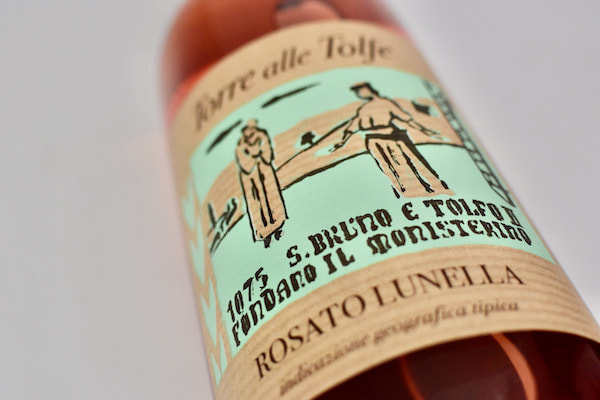 Torre alle Tolfe
1075 S. BRUNO E TOLFO II
FONDANO IL MONISTERINO
ROSATO LUNELLA
indicazione geografica tipica